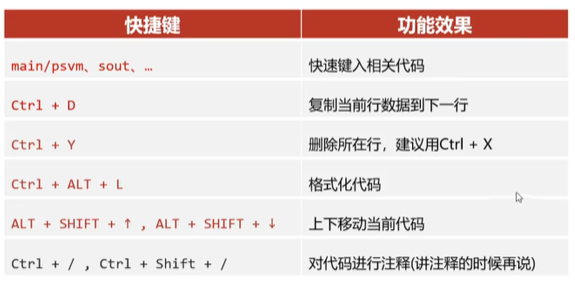 快捷键 功能效果
main/psvm、sout、… 快速键入相关代码
Ctrl + D 复制当前行数据到下一行
Ctrl + Y 删除所在行，建议用Ctrl + X
Ctrl + ALT + L 格式化代码
ALT + SHIFT + ↑ , ALT + SHIFT + ↓ 上下移动当前代码
Ctrl + / , Ctrl + Shift + / 对代码进行注释(讲注释的时候再说)